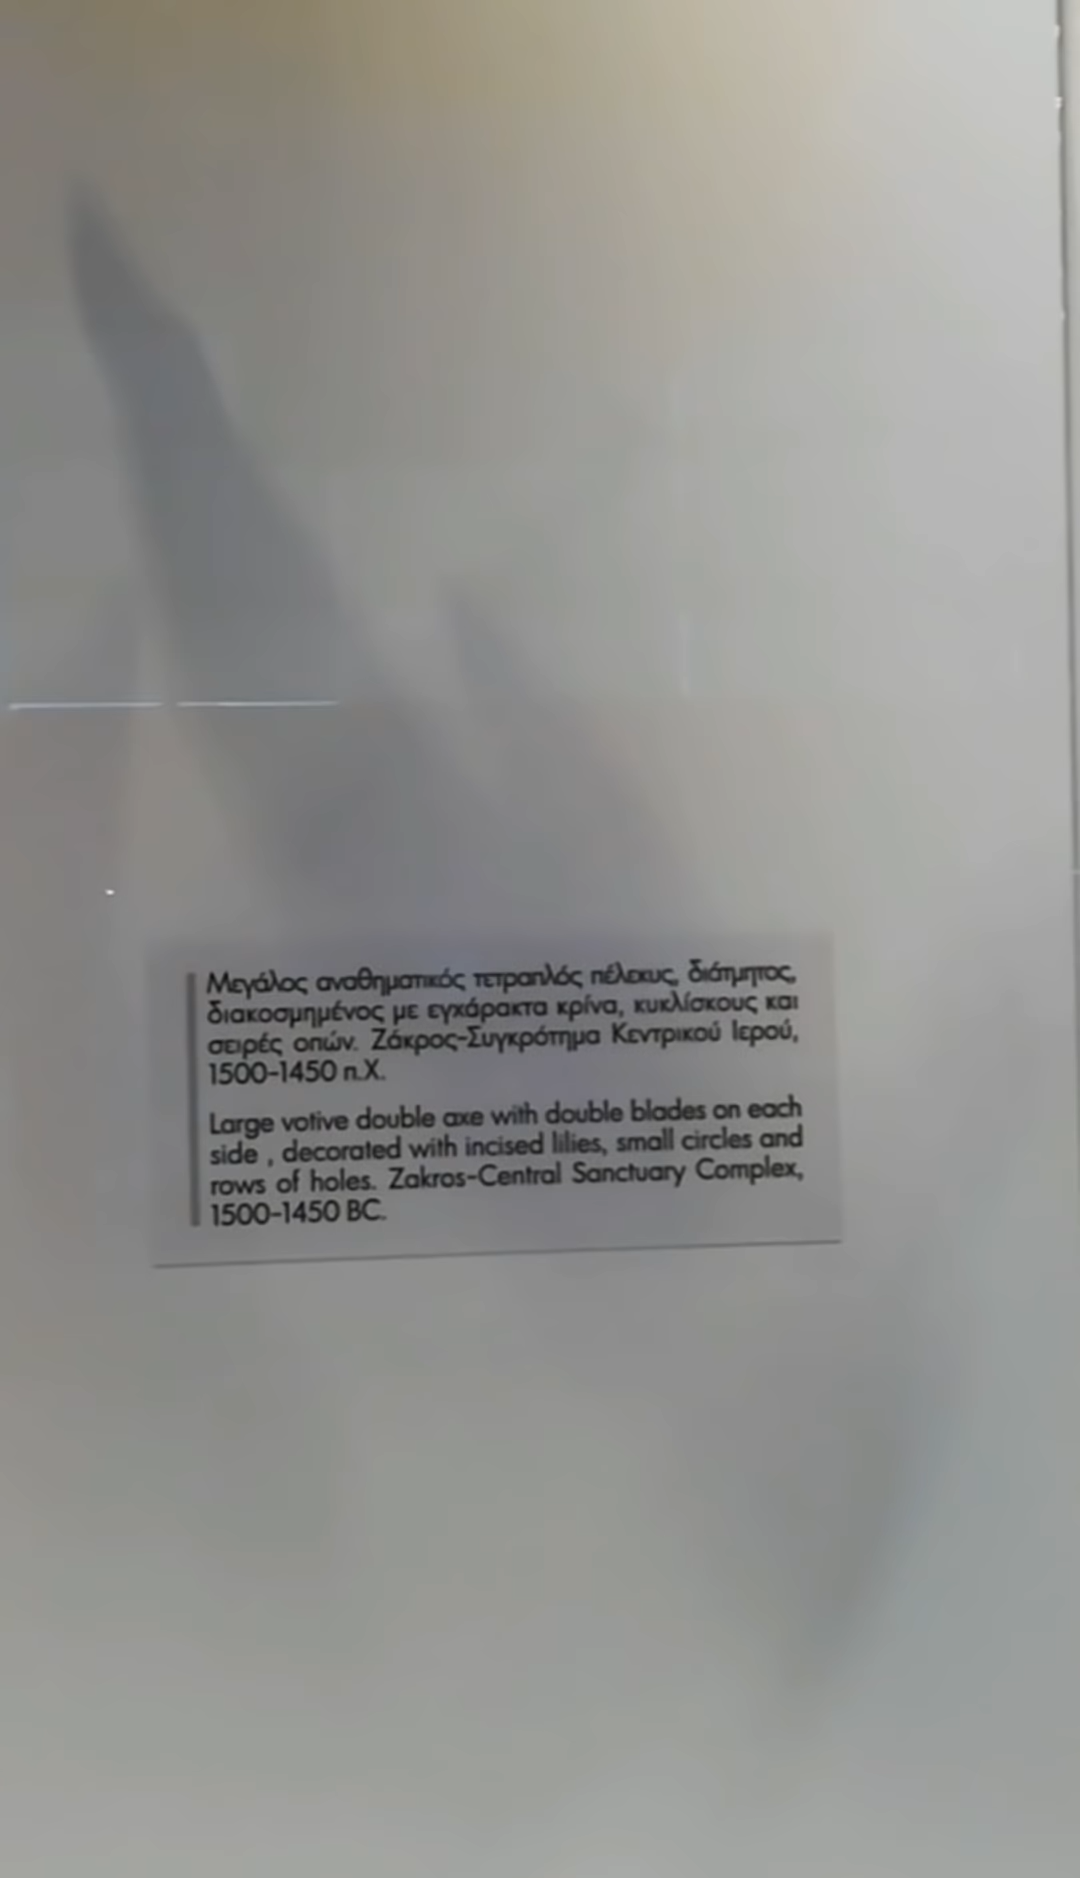 Μεγάλος αναθηματικός τετραπλός πέλεκυς, διάτμητος,
διακοσμημένος με εγχάρακτα κρίνα, κυκλίσκους και
σειρές οπών. Ζάκρος-Συγκρότημα Κεντρικού Ιερού,
1500-1450 π.Χ.
Large votive double axe with double blades on each
side , decorated with incised lilies, small circles and
rows of holes. Zakros-Central Sanctuary Complex,
1500-1450 BC.